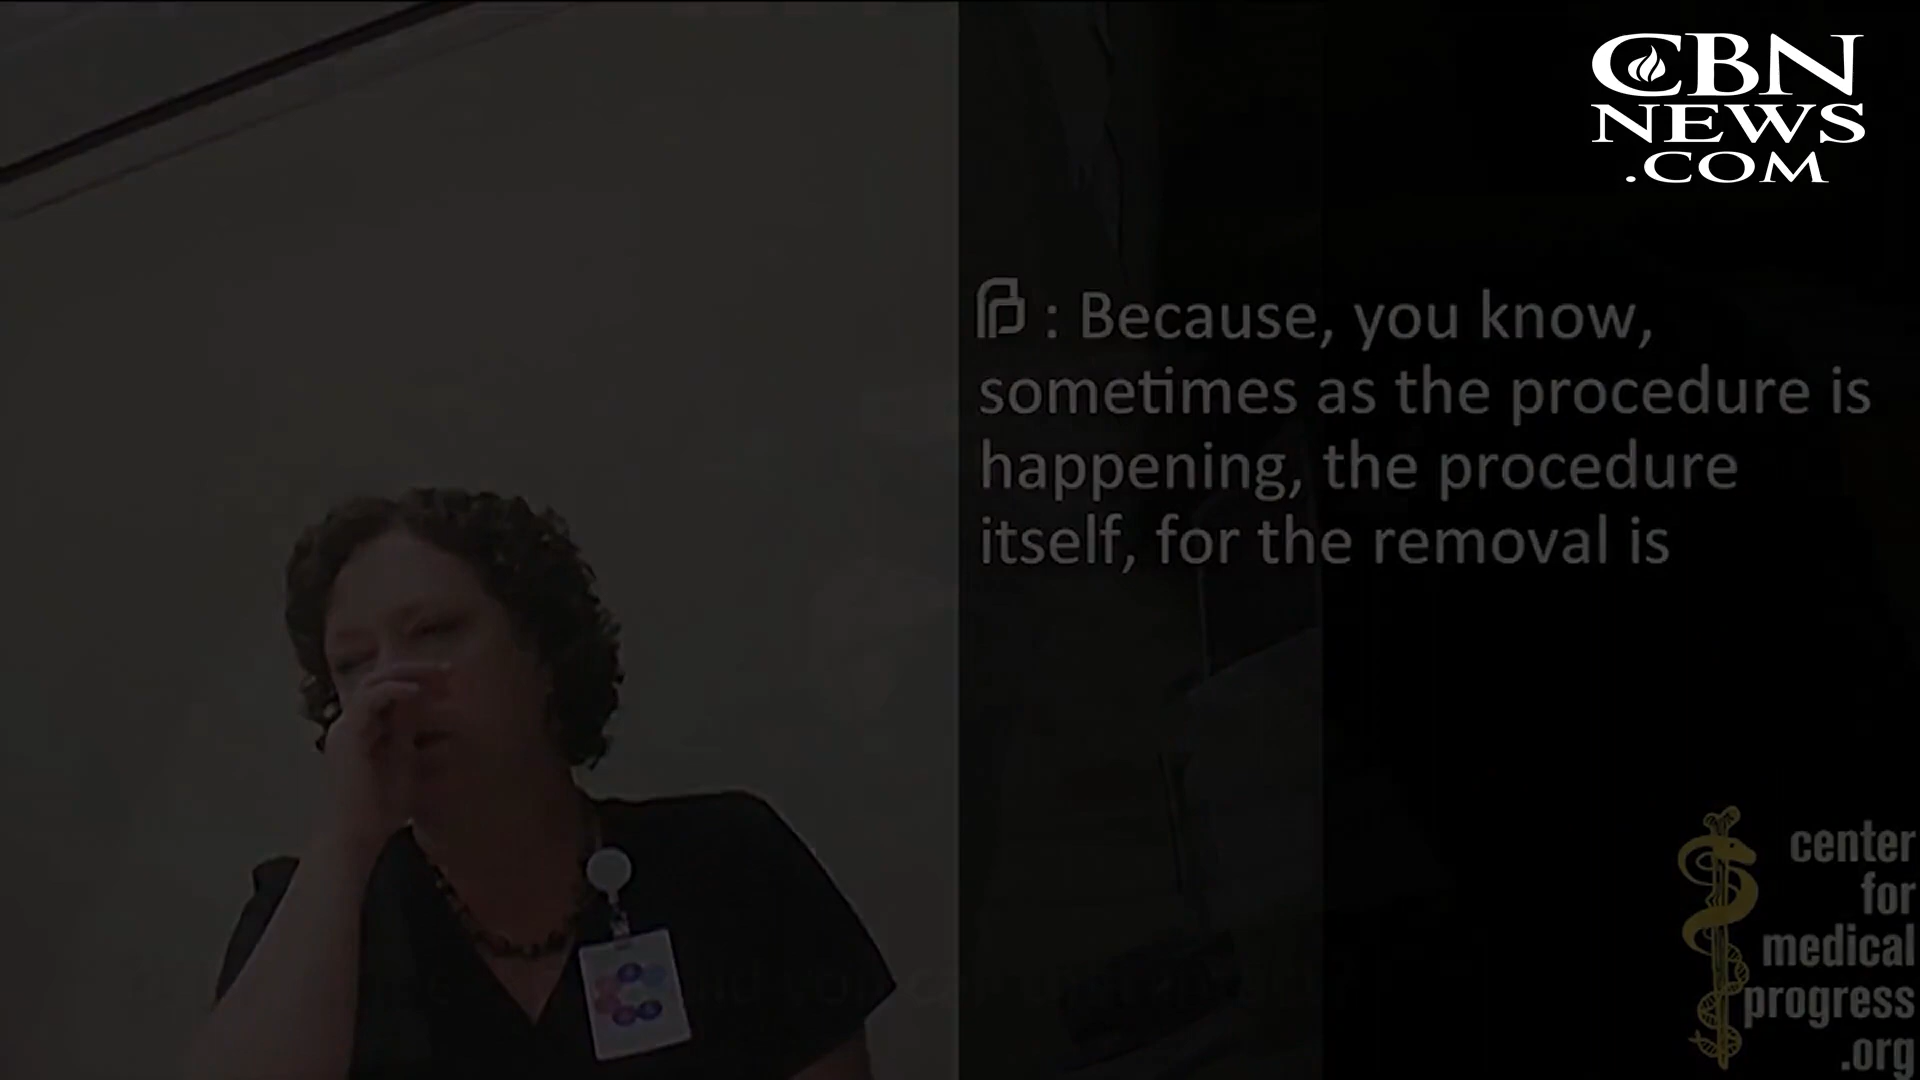 CBN
NEWS
.COM
: Because, you know,
sometimes as the procedure is
happening, the procedure
itself, for the removal is
center
for
medical
progress
.org